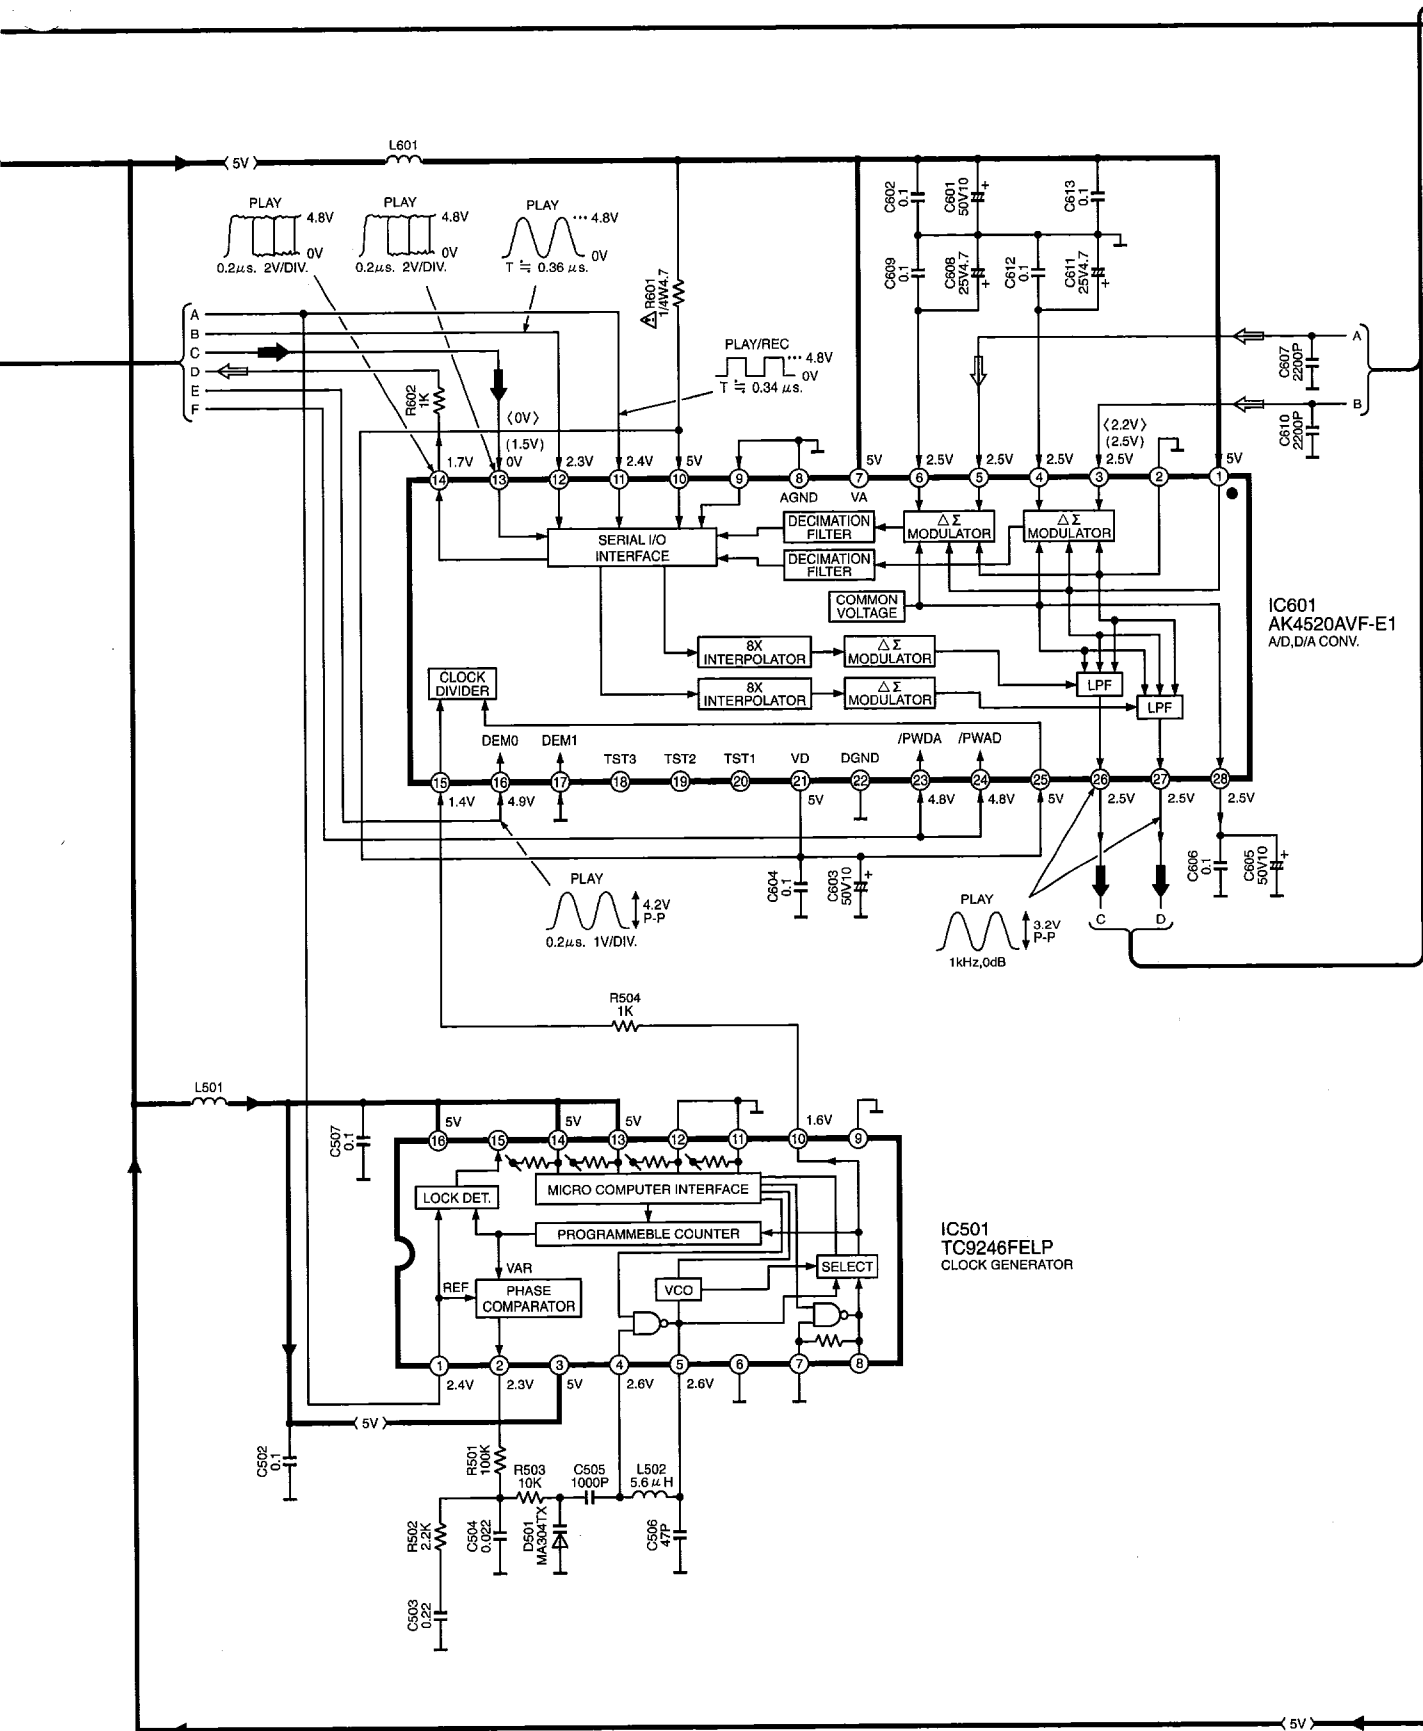 L601
〈5V〉
PLAY
4.8V
0V
0.2μs. 2V/DIV.
PLAY
4.8V
0V
0.2μs. 2V/DIV.
PLAY
··· 4.8V
0V
T ≒ 0.36 μs.
R601
1/4W4.7
C602
0.1
C601
50V10
+
C613
0.1
C609
0.1
C608
25V4.7
+
C612
0.1
C611
25V4.7
+
A
B
C
D
E
F
PLAY/REC
··· 4.8V
0V
T ≒ 0.34 μs.
R602
1K
〈0V〉
(1.5V)
A
C607
2200P
B
C610
2200P
〈2.2V〉
(2.5V)
1.7V
0V
2.3V
2.4V
5V
5V
2.5V
2.5V
2.5V
2.5V
5V
14 13 12 11 10 9 8 7 6 5 4 3 2 1
AGND
VA
SERIAL I/O
INTERFACE
DECIMATION
FILTER
DECIMATION
FILTER
ΔΣ
MODULATOR
ΔΣ
MODULATOR
COMMON
VOLTAGE
IC601
AK4520AVF-E1
A/D,D/A CONV.
8X
INTERPOLATOR
ΔΣ
MODULATOR
8X
INTERPOLATOR
ΔΣ
MODULATOR
LPF
LPF
CLOCK
DIVIDER
DEM0
DEM1
TST3
TST2
TST1
VD
DGND
/PWDA
/PWAD
15 16 17 18 19 20 21 22 23 24 25 26 27 28
1.4V
4.9V
5V
4.8V
4.8V
5V
2.5V
2.5V
2.5V
PLAY
4.2V
P-P
0.2μs. 1V/DIV.
C604
0.1
C603
50V10
+
PLAY
3.2V
P-P
1kHz,0dB
C
D
C606
0.1
C605
50V10
+
R504
1K
L501
C507
0.1
5V
5V
5V
1.6V
16 15 14 13 12 11 10 9
LOCK DET.
MICRO COMPUTER INTERFACE
PROGRAMMEBLE COUNTER
VAR
REF
PHASE
COMPARATOR
VCO
SELECT
IC501
TC9246FELP
CLOCK GENERATOR
1 2 3 4 5 6 7 8
2.4V
2.3V
5V
2.6V
2.6V
〈5V〉
C502
0.1
R501
100K
R503
10K
C505
1000P
L502
5.6μH
R502
2.2K
C504
0.022
D501
MA304TX
C506
47P
C503
0.22
〈5V〉